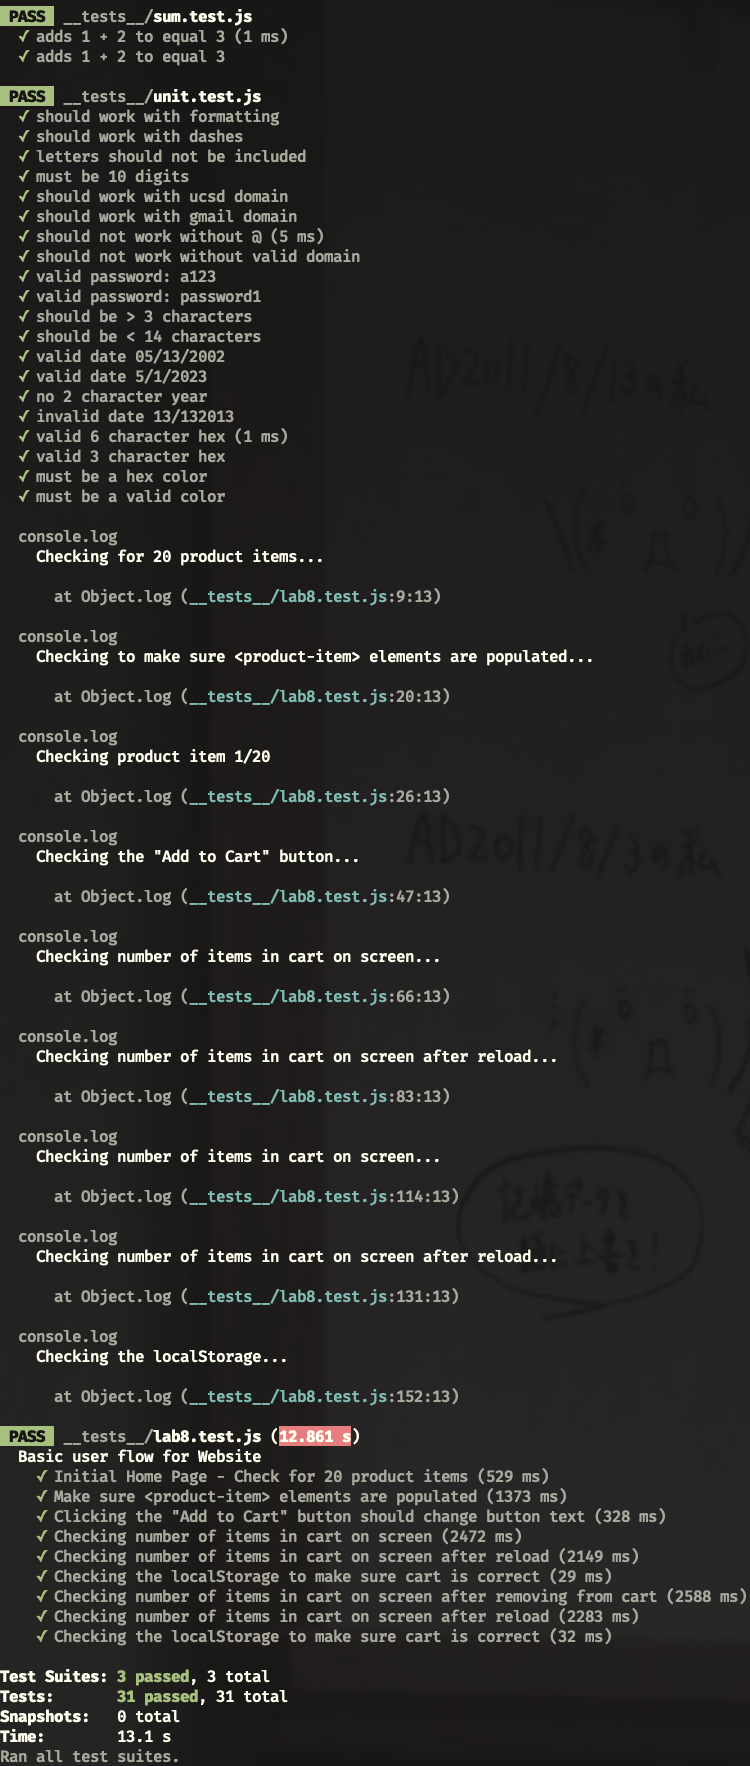 PASS __tests__/sum.test.js
✓ adds 1 + 2 to equal 3 (1 ms)
✓ adds 1 + 2 to equal 3
PASS __tests__/unit.test.js
✓ should work with formatting
✓ should work with dashes
✓ letters should not be included
✓ must be 10 digits
✓ should work with ucsd domain
✓ should work with gmail domain
✓ should not work without @ (5 ms)
✓ should not work without valid domain
✓ valid password: a123
✓ valid password: password1
✓ should be > 3 characters
✓ should be < 14 characters
✓ valid date 05/13/2002
✓ valid date 5/1/2023
✓ no 2 character year
✓ invalid date 13/132013
✓ valid 6 character hex (1 ms)
✓ valid 3 character hex
✓ must be a hex color
✓ must be a valid color
console.log
Checking for 20 product items...
at Object.log (__tests__/lab8.test.js:9:13)
console.log
Checking to make sure <product-item> elements are populated...
at Object.log (__tests__/lab8.test.js:20:13)
console.log
Checking product item 1/20
at Object.log (__tests__/lab8.test.js:26:13)
console.log
Checking the "Add to Cart" button...
at Object.log (__tests__/lab8.test.js:47:13)
console.log
Checking number of items in cart on screen...
at Object.log (__tests__/lab8.test.js:66:13)
console.log
Checking number of items in cart on screen after reload...
at Object.log (__tests__/lab8.test.js:83:13)
console.log
Checking number of items in cart on screen...
at Object.log (__tests__/lab8.test.js:114:13)
console.log
Checking number of items in cart on screen after reload...
at Object.log (__tests__/lab8.test.js:131:13)
console.log
Checking the localStorage...
at Object.log (__tests__/lab8.test.js:152:13)
PASS __tests__/lab8.test.js (12.861 s)
Basic user flow for Website
✓ Initial Home Page - Check for 20 product items (529 ms)
✓ Make sure <product-item> elements are populated (1373 ms)
✓ Clicking the "Add to Cart" button should change button text (328 ms)
✓ Checking number of items in cart on screen (2472 ms)
✓ Checking number of items in cart on screen after reload (2149 ms)
✓ Checking the localStorage to make sure cart is correct (29 ms)
✓ Checking number of items in cart on screen after removing from cart (2588 ms)
✓ Checking number of items in cart on screen after reload (2283 ms)
✓ Checking the localStorage to make sure cart is correct (32 ms)
Test Suites: 3 passed, 3 total
Tests: 31 passed, 31 total
Snapshots: 0 total
Time: 13.1 s
Ran all test suites.
AD2011/8/13の私
AD2011/8/3の私
記憶データを